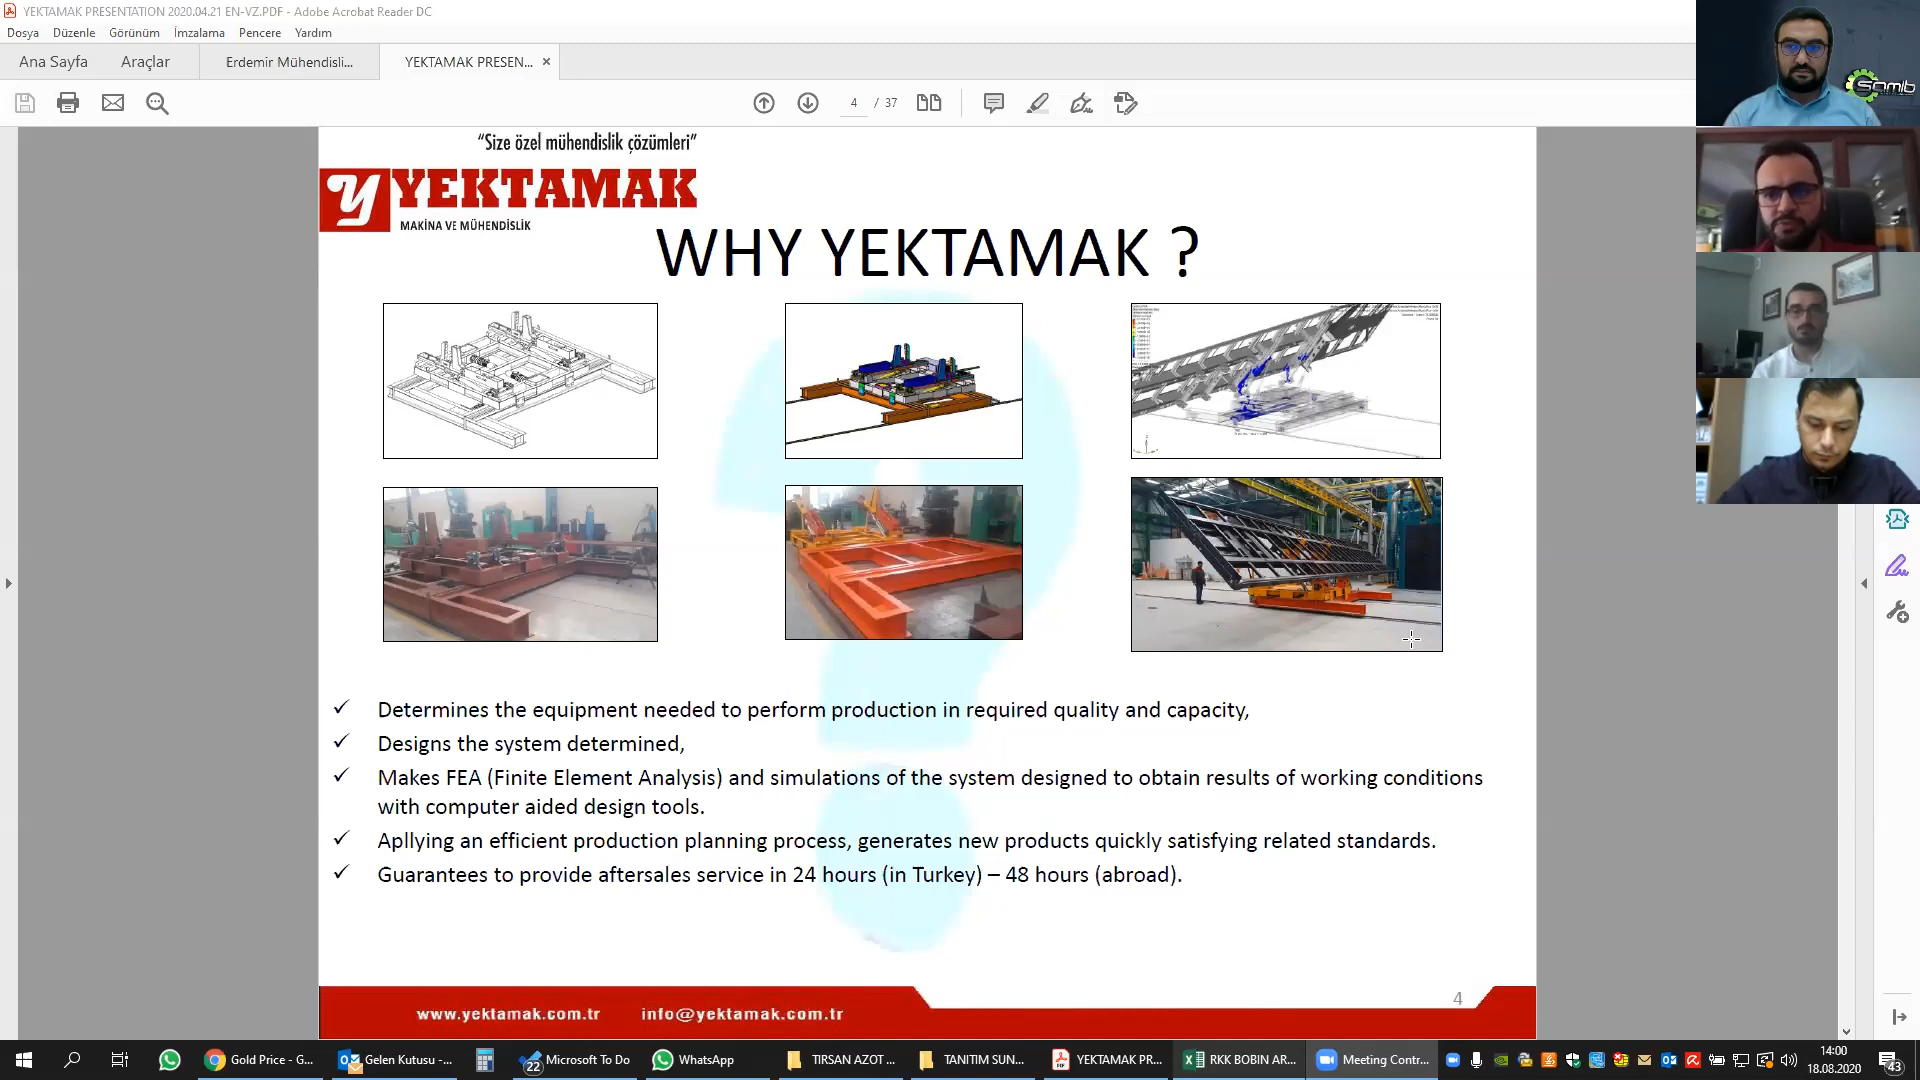 YEKTAMAK PRESENTATION 2020.04.21 EN-VZ.PDF - Adobe Acrobat Reader DC
Dosya Düzenle Görünüm İmzalama Pencere Yardım
Ana Sayfa Araçlar Erdemir Mühendisli... YEKTAMAK PRESEN... ×
4 / 37
SOMIB
“Size özel mühendislik çözümleri”
Y YEKTAMAK
MAKİNA VE MÜHENDİSLİK
WHY YEKTAMAK ?
✓ Determines the equipment needed to perform production in required quality and capacity,
✓ Designs the system determined,
✓ Makes FEA (Finite Element Analysis) and simulations of the system designed to obtain results of working conditions
with computer aided design tools.
✓ Apllying an efficient production planning process, generates new products quickly satisfying related standards.
✓ Guarantees to provide aftersales service in 24 hours (in Turkey) – 48 hours (abroad).
4
www.yektamak.com.tr info@yektamak.com.tr
Gold Price - G... Gelen Kutusu -... 22 Microsoft To Do WhatsApp TIRSAN AZOT ... TANITIM SUN... YEKTAMAK PR... RKK BOBIN AR... Meeting Contr... 14:00
18.08.2020 43